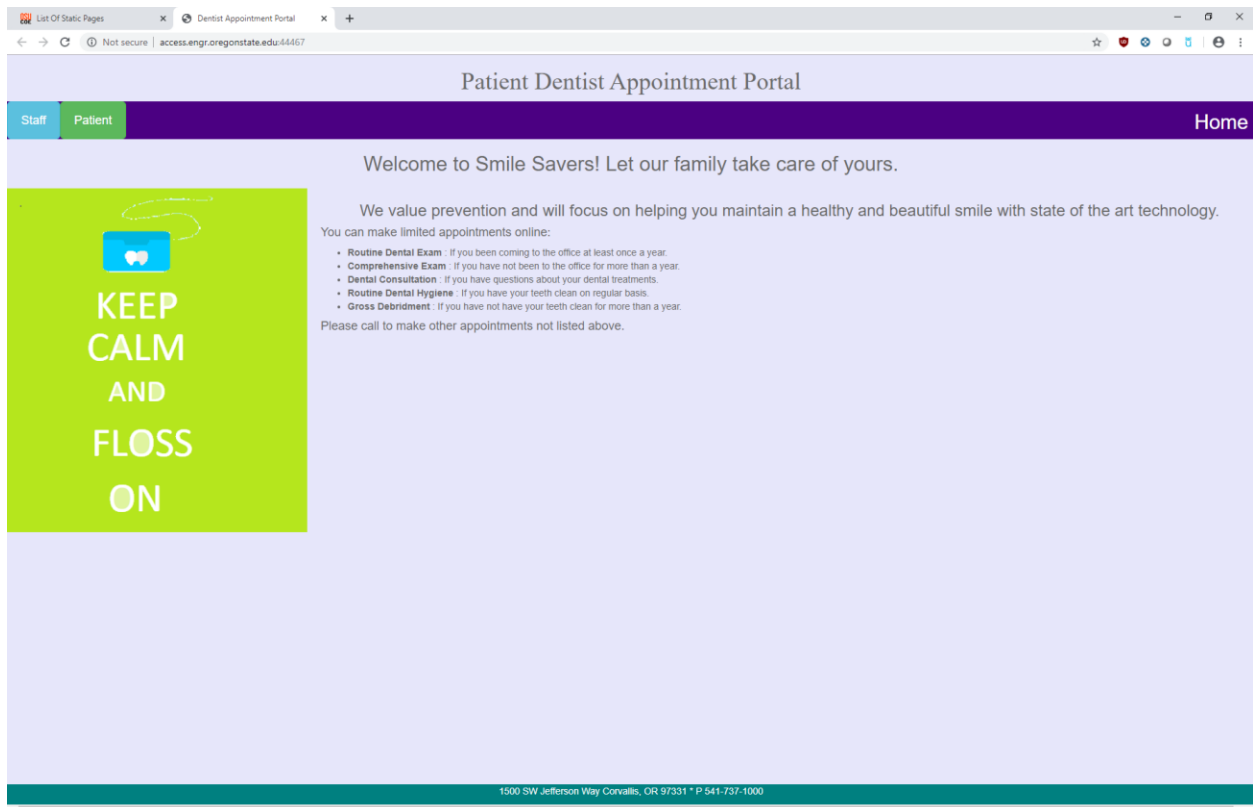 List Of Static Pages
Dentist Appointment Portal
Not secure | access.engr.oregonstate.edu:44467
Patient Dentist Appointment Portal
Staff Patient Home
Welcome to Smile Savers! Let our family take care of yours.
We value prevention and will focus on helping you maintain a healthy and beautiful smile with state of the art technology.
You can make limited appointments online:
• Routine Dental Exam : If you been coming to the office at least once a year.
• Comprehensive Exam : If you have not been to the office for more than a year.
• Dental Consultation : If you have questions about your dental treatments.
• Routine Dental Hygiene : If you have your teeth clean on regular basis.
• Gross Debridment : If you have not have your teeth clean for more than a year.
Please call to make other appointments not listed above.
KEEP
CALM
AND
FLOSS
ON
1500 SW Jefferson Way Corvallis, OR 97331 * P 541-737-1000